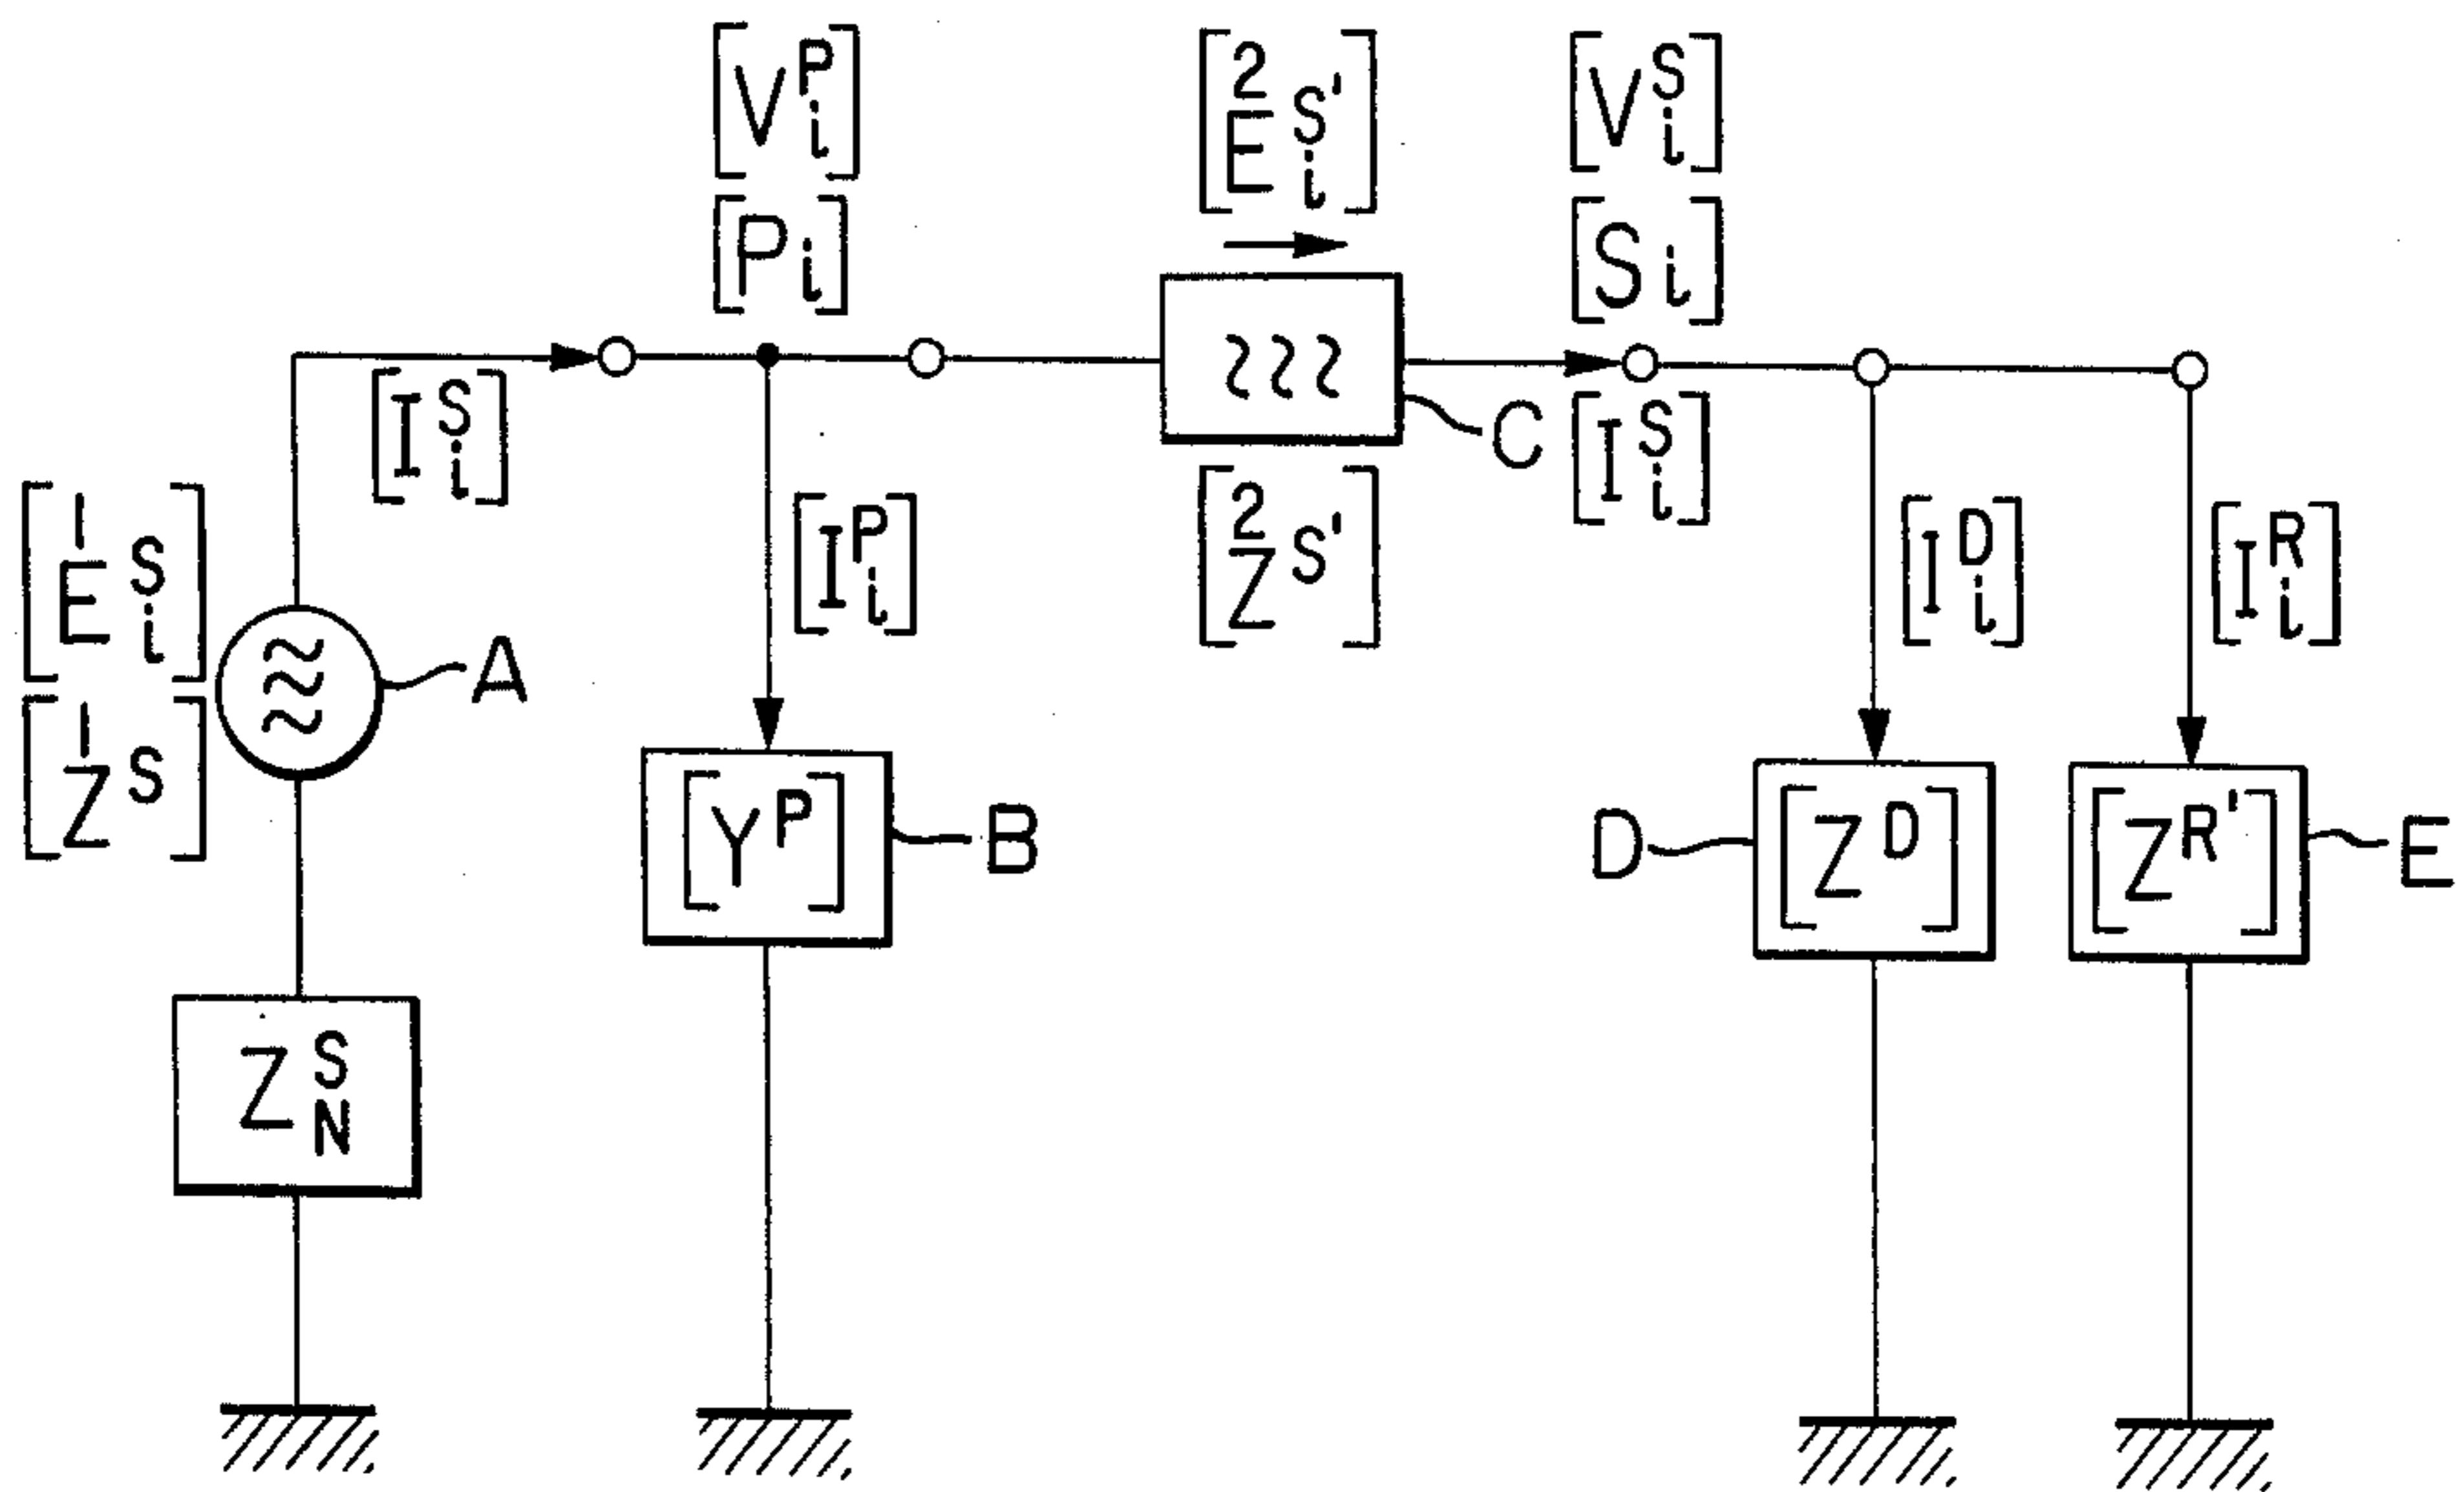 [V^P_i]
[P_i]
[^2E^S'_i]
[V^S_i]
[S_i]
[I^S_i]
C
[I^S_i]
[^1E^S_i]
[^1Z^S]
A
[I^P_i]
[^2Z^S']
[I^D_i]
[I^R_i]
[Y^P]
B
D
[Z^D]
[Z^R']
E
Z^S_N